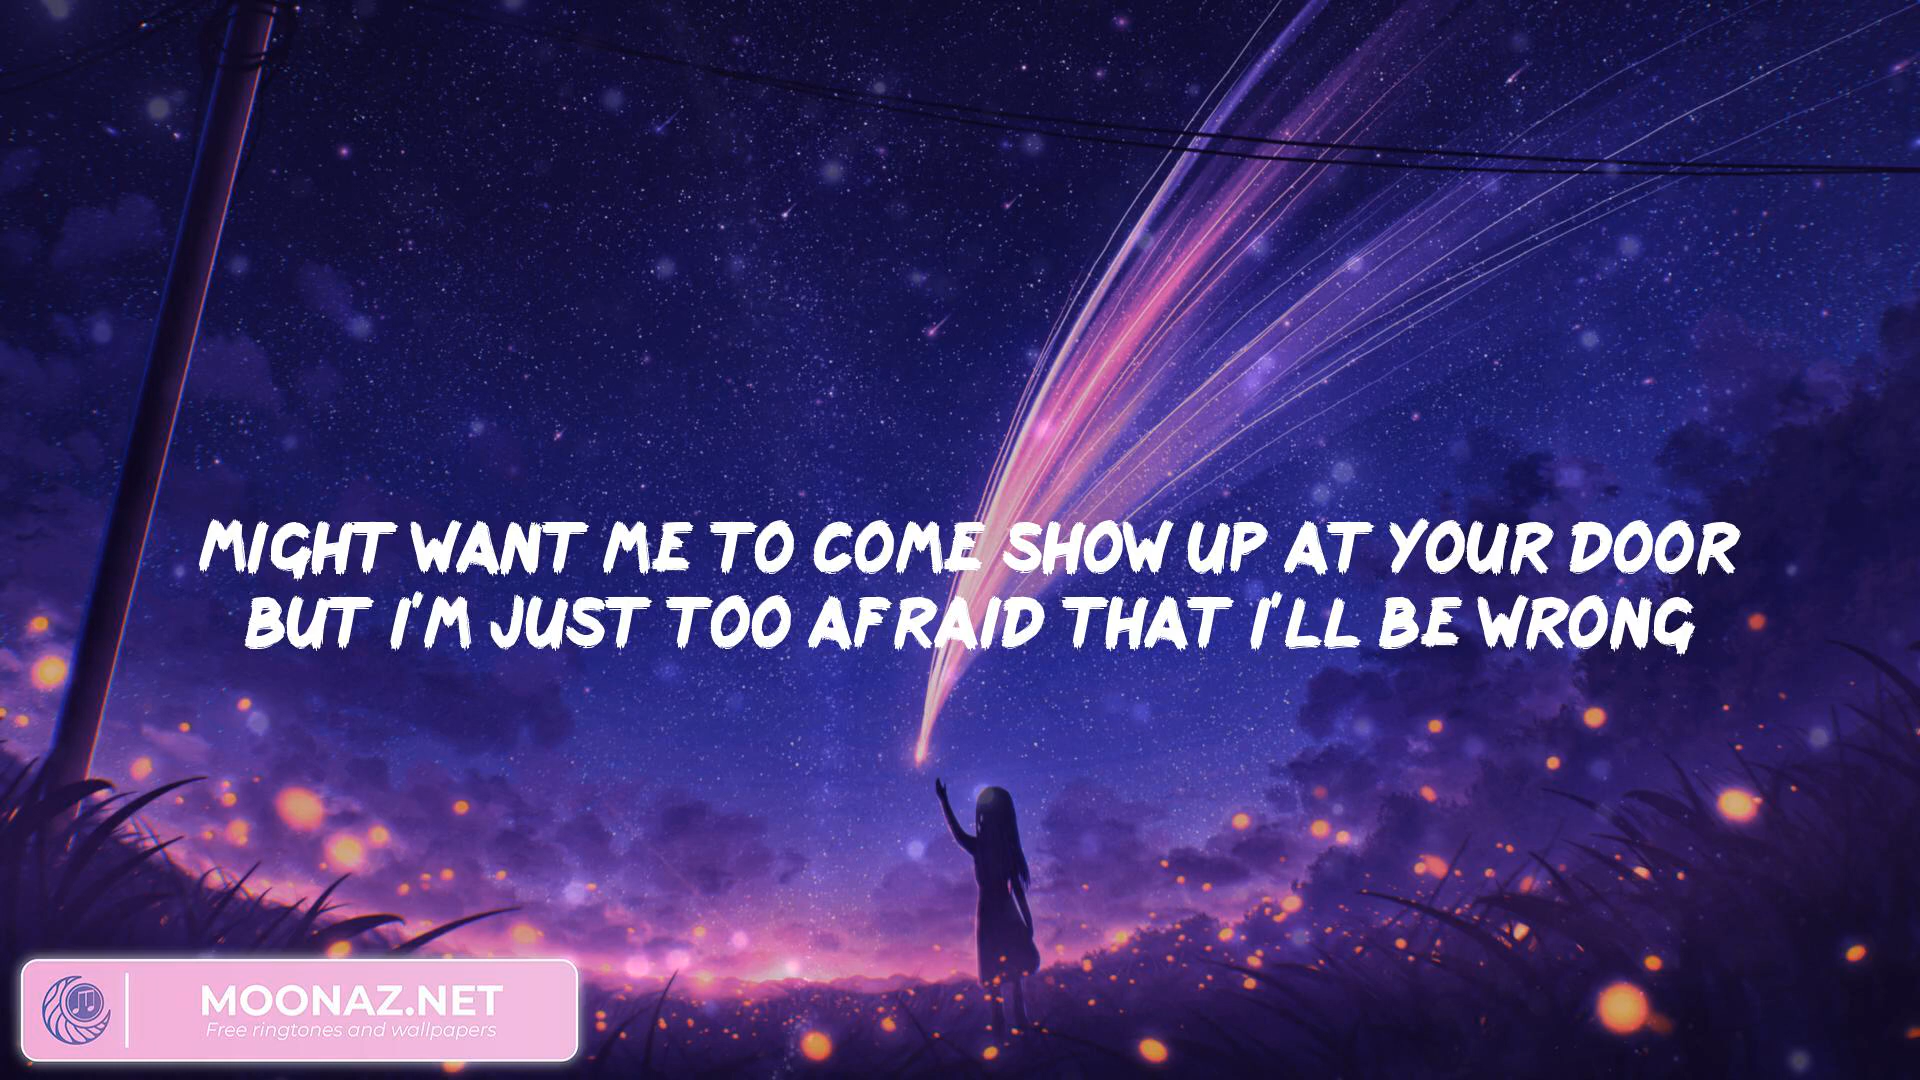 MIGHT WANT ME TO COME SHOW UP AT YOUR DOOR
BUT I'M JUST TOO AFRAID THAT I'LL BE WRONG
MOONAZ.NET
Free ringtones and wallpapers